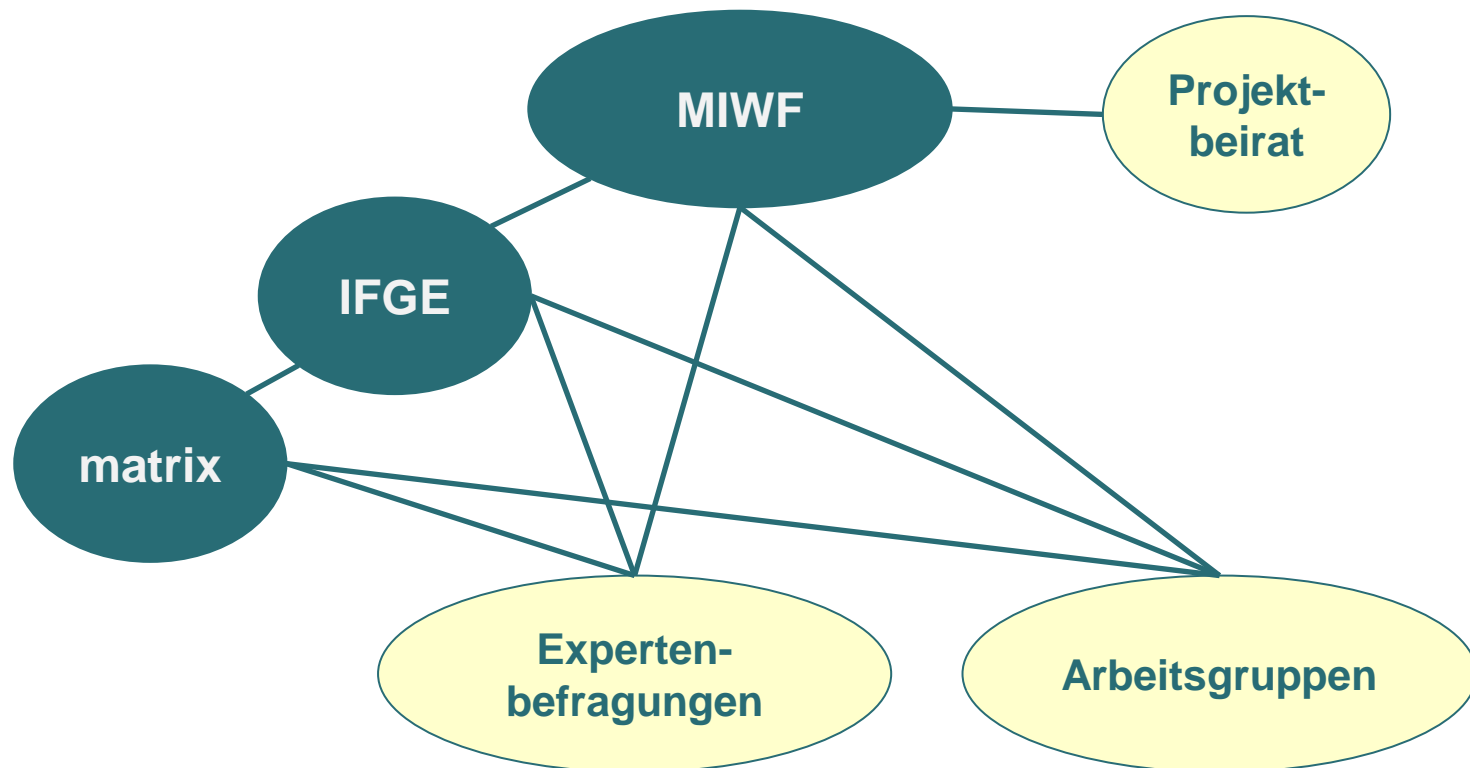 MIWF
Projekt-
beirat
IFGE
matrix
Experten-
befragungen
Arbeitsgruppen